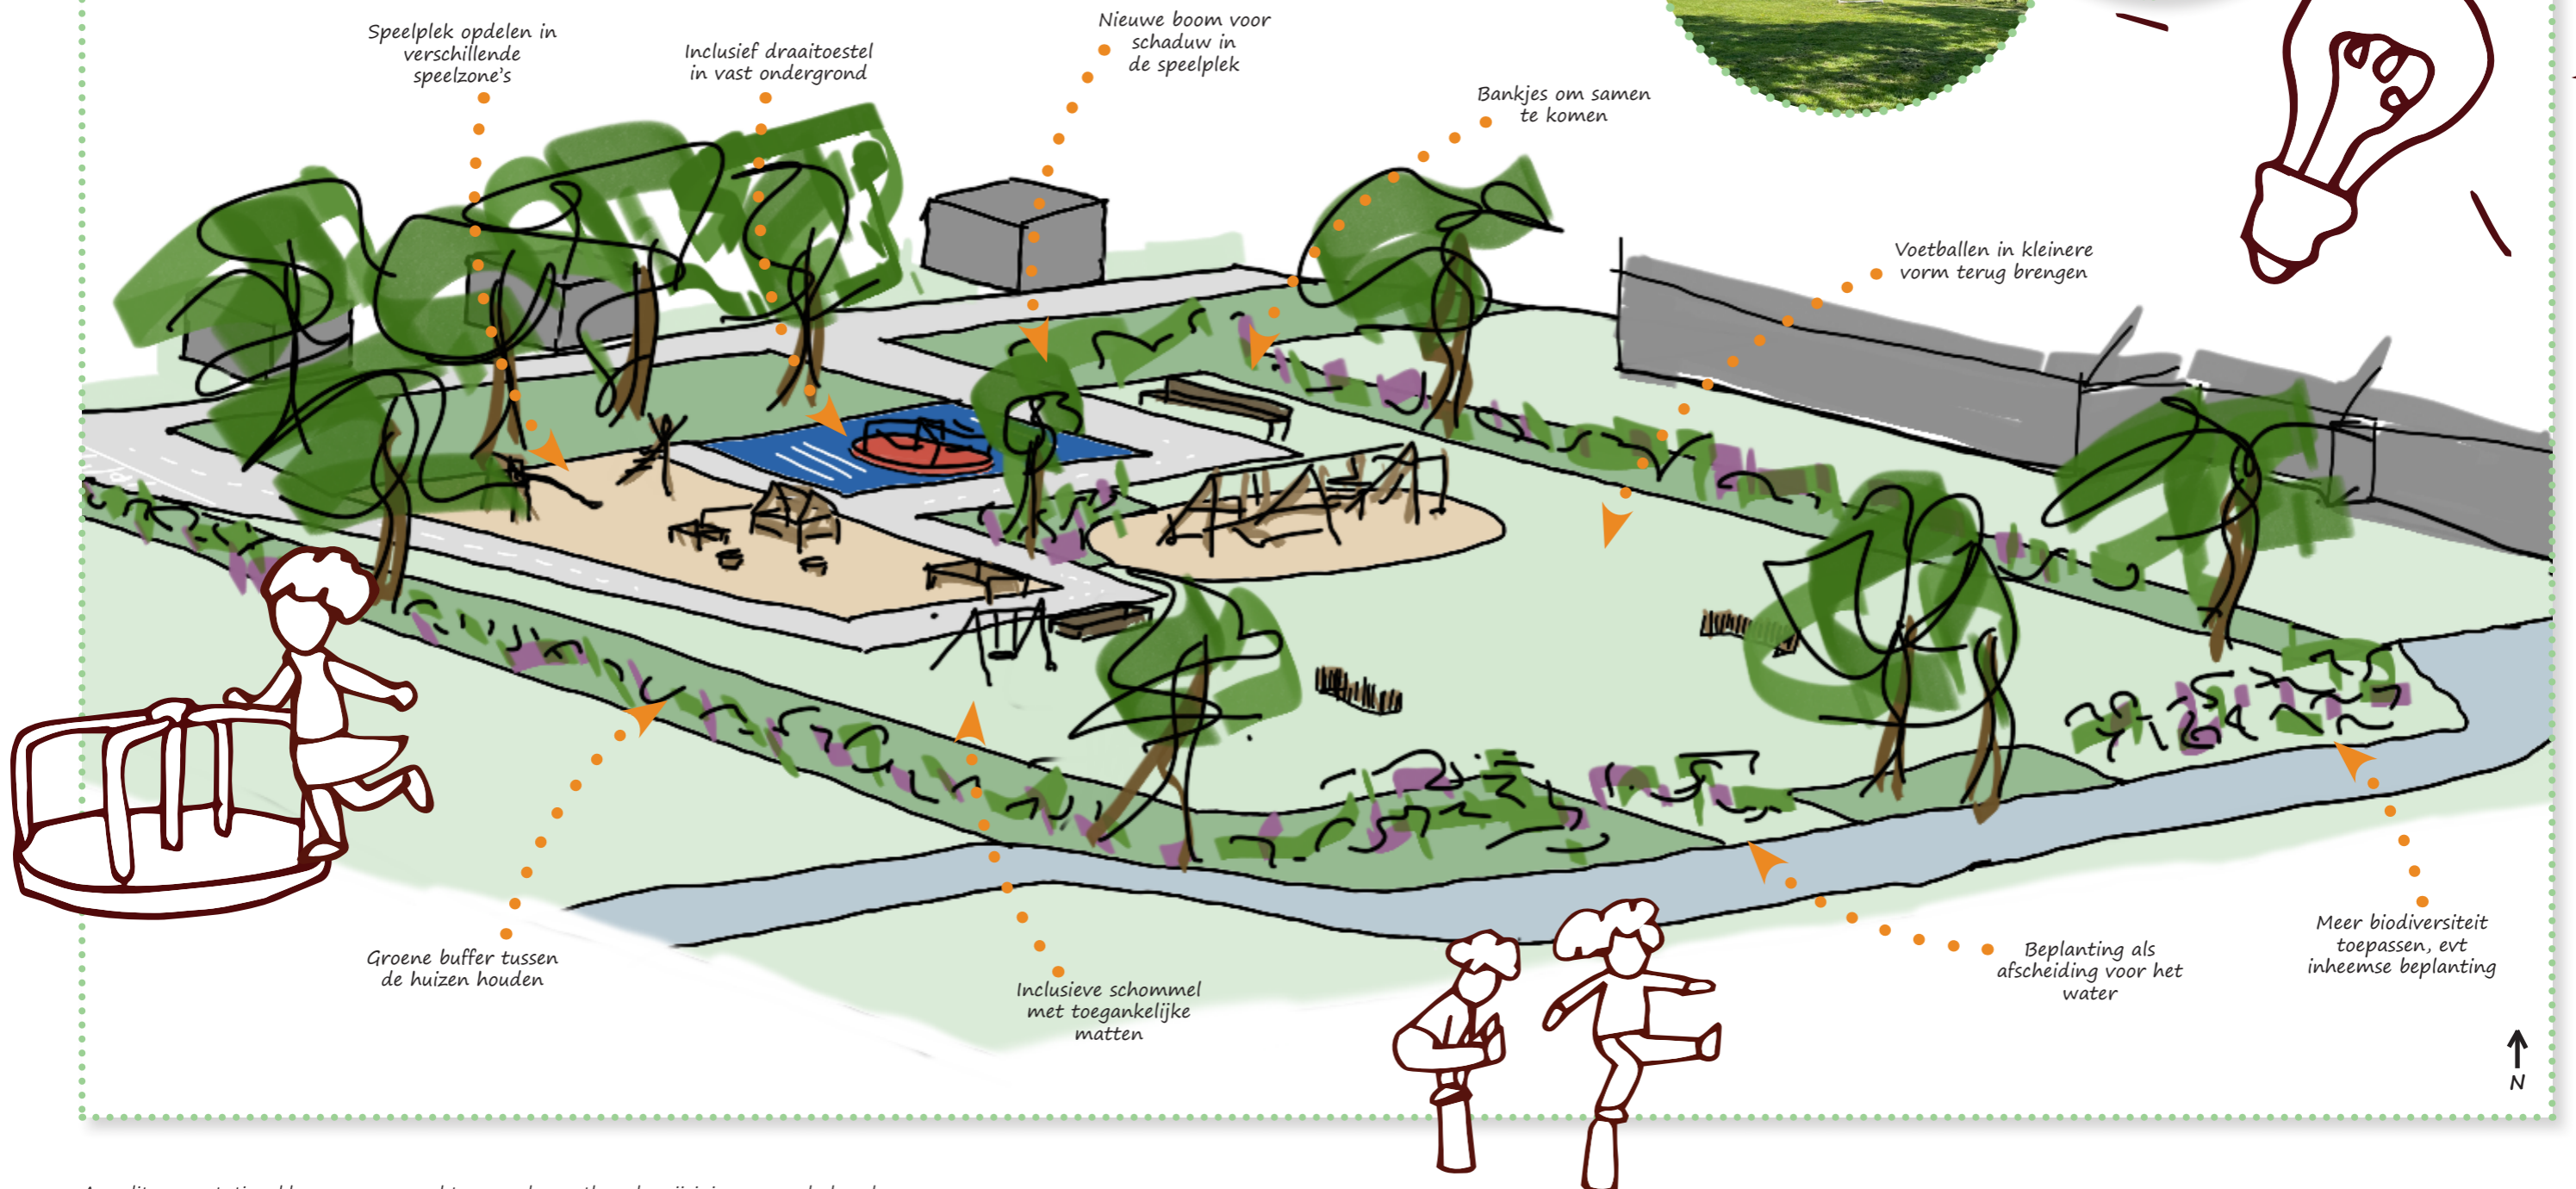 Speelplek opdelen in
verschillende
speelzone's
Inclusief draaitoestel
in vast ondergrond
Nieuwe boom voor
schaduw in
de speelplek
Bankjes om samen
te komen
Voetballen in kleinere
vorm terug brengen
Groene buffer tussen
de huizen houden
Inclusieve schommel
met toegankelijke
matten
Beplanting als
afscheiding voor het
water
Meer biodiversiteit
toepassen, evt
inheemse beplanting
N